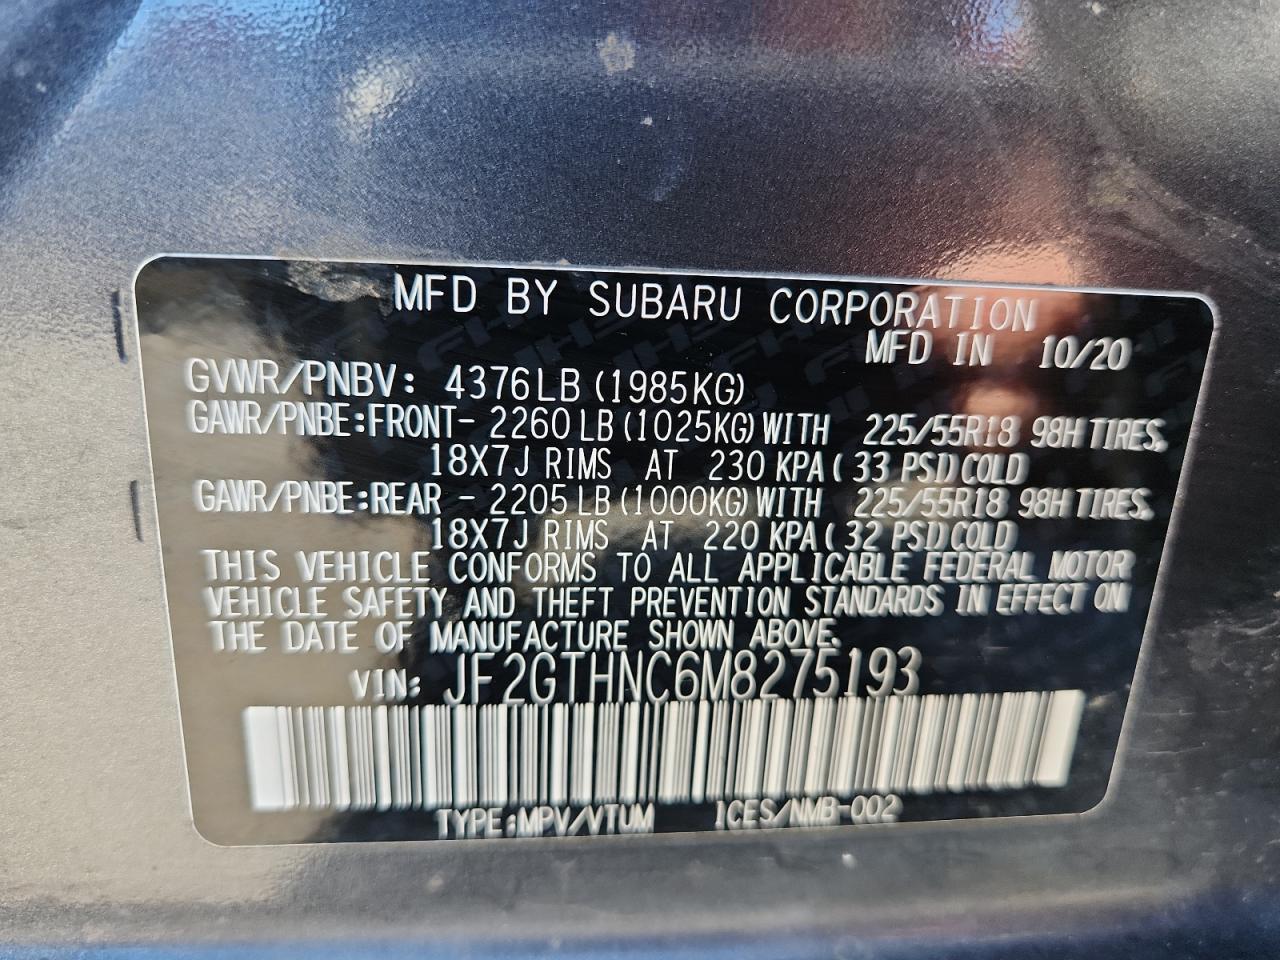 MFD BY SUBARU CORPORATION
MFD IN 10/20
GVWR/PNBV: 4376LB (1985KG)
GAWR/PNBE:FRONT- 2260 LB (1025KG) WITH 225/55R18 98H TIRES,
18X7J RIMS AT 230 KPA ( 33 PSI) COLD
GAWR/PNBE:REAR - 2205 LB (1000KG) WITH 225/55R18 98H TIRES,
18X7J RIMS AT 220 KPA ( 32 PSI) COLD
THIS VEHICLE CONFORMS TO ALL APPLICABLE FEDERAL MOTOR
VEHICLE SAFETY AND THEFT PREVENTION STANDARDS IN EFFECT ON
THE DATE OF MANUFACTURE SHOWN ABOVE.
VIN: JF2GTHNC6M8275193
TYPE:MPV/VTUM ICES/NMB-002